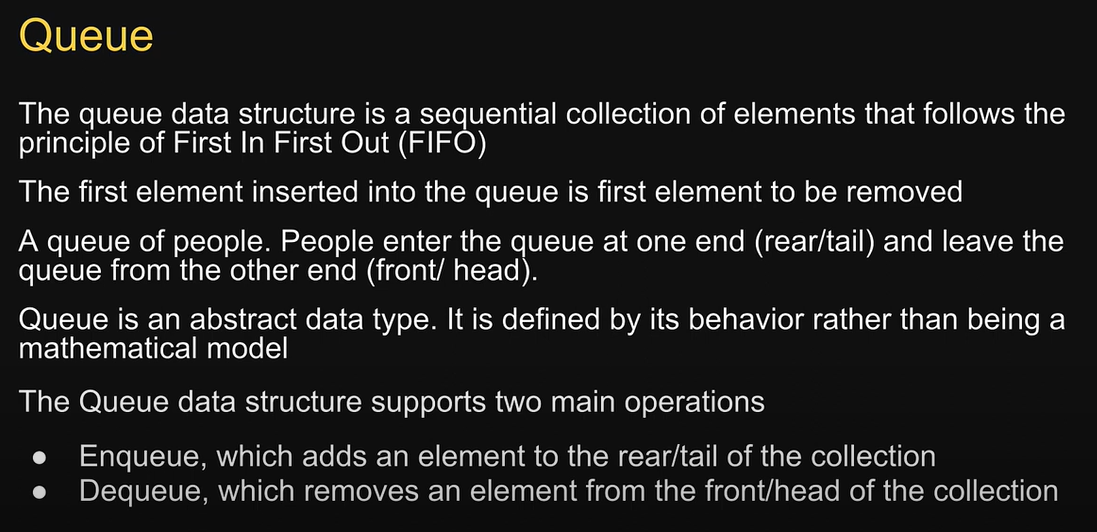 Queue
The queue data structure is a sequential collection of elements that follows the
principle of First In First Out (FIFO)
The first element inserted into the queue is first element to be removed
A queue of people. People enter the queue at one end (rear/tail) and leave the
queue from the other end (front/ head).
Queue is an abstract data type. It is defined by its behavior rather than being a
mathematical model
The Queue data structure supports two main operations
● Enqueue, which adds an element to the rear/tail of the collection
● Dequeue, which removes an element from the front/head of the collection